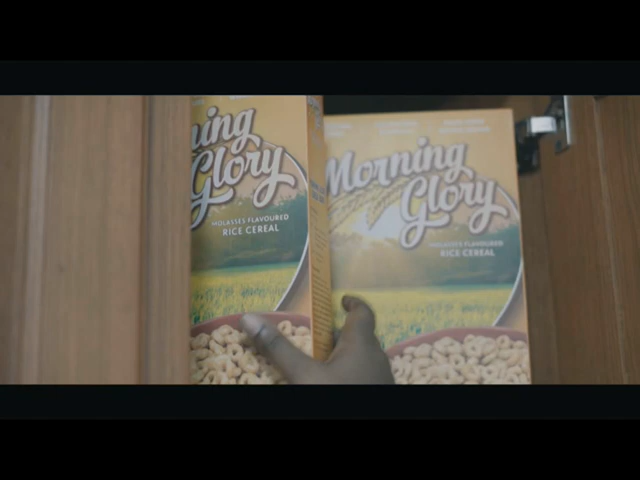 ning
Glory
MOLASSES FLAVOURED
RICE CEREAL
Morning
Glory
MOLASSES FLAVOURED
RICE CEREAL